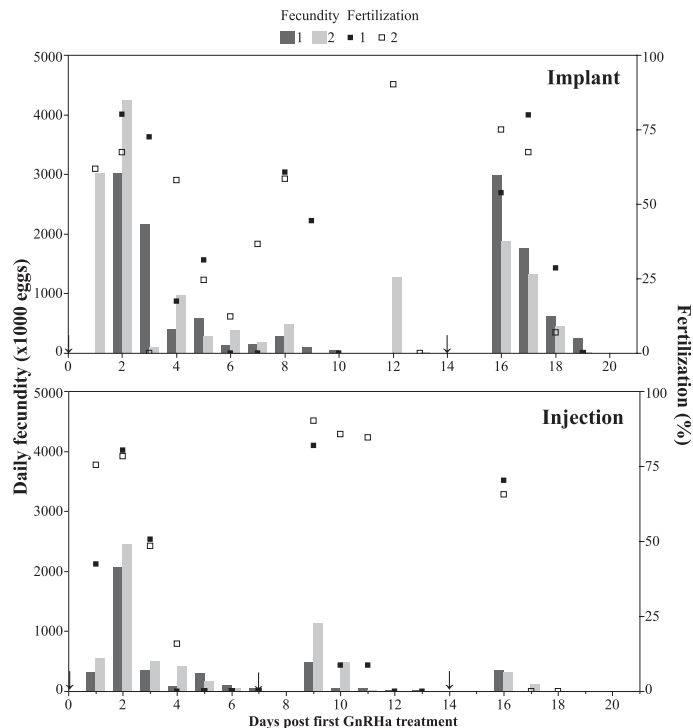 Fecundity Fertilization
1 2 1 2
Implant
5000
4000
3000
2000
1000
0
100
75
50
25
0
0 2 4 6 8 10 12 14 16 18 20
Daily fecundity (x1000 eggs)
Fertilization (%)
Injection
5000
4000
3000
2000
1000
0
100
75
50
25
0
0 2 4 6 8 10 12 14 16 18 20
Days post first GnRHa treatment